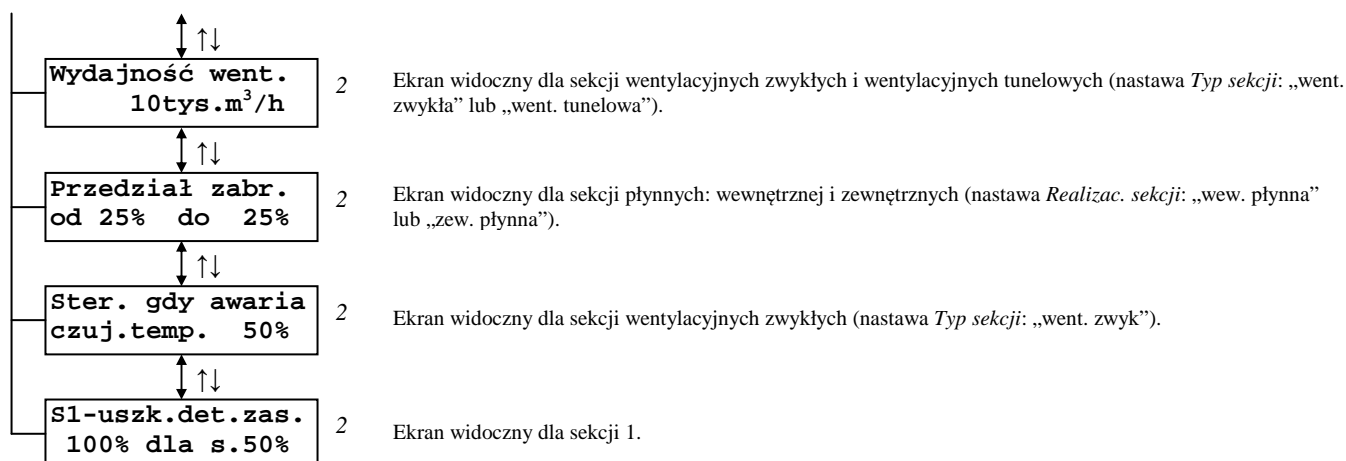 ↑↓
Wydajność went.
10tys.m³/h
2
Ekran widoczny dla sekcji wentylacyjnych zwykłych i wentylacyjnych tunelowych (nastawa Typ sekcji: „went.
zwykła” lub „went. tunelowa”).
↑↓
Przedział zabr.
od 25% do 25%
2
Ekran widoczny dla sekcji płynnych: wewnętrznej i zewnętrznych (nastawa Realizac. sekcji: „wew. płynna”
lub „zew. płynna”).
↑↓
Ster. gdy awaria
czuj.temp. 50%
2
Ekran widoczny dla sekcji wentylacyjnych zwykłych (nastawa Typ sekcji: „went. zwyk”).
↑↓
S1-uszk.det.zas.
100% dla s.50%
2
Ekran widoczny dla sekcji 1.